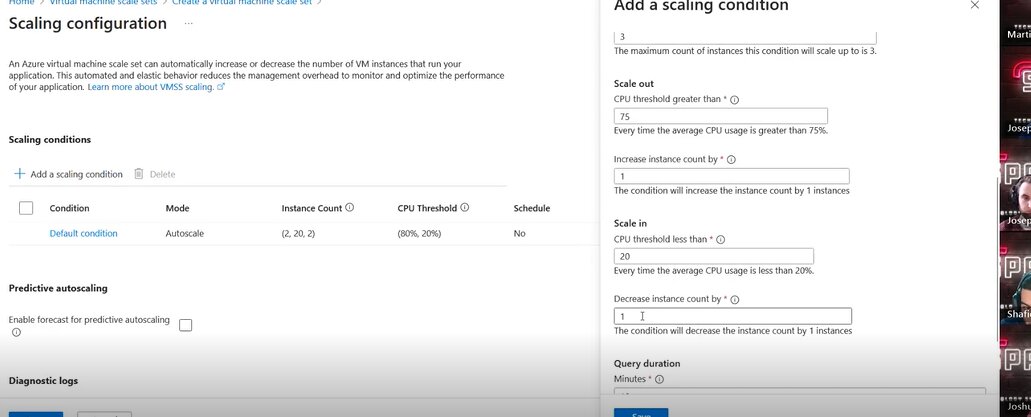 Home > Virtual machine scale sets > Create a virtual machine scale set >
Scaling configuration ...
An Azure virtual machine scale set can automatically increase or decrease the number of VM instances that run your
application. This automated and elastic behavior reduces the management overhead to monitor and optimize the performance
of your application. Learn more about VMSS scaling.
Scaling conditions
+ Add a scaling condition Delete
Condition Mode Instance Count CPU Threshold Schedule
Default condition Autoscale (2, 20, 2) (80%, 20%) No
Predictive autoscaling
Enable forecast for predictive autoscaling
Diagnostic logs
Add a scaling condition
3
The maximum count of instances this condition will scale up to is 3.
Scale out
CPU threshold greater than *
75
Every time the average CPU usage is greater than 75%.
Increase instance count by *
1
The condition will increase the instance count by 1 instances
Scale in
CPU threshold less than *
20
Every time the average CPU usage is less than 20%.
Decrease instance count by *
1
The condition will decrease the instance count by 1 instances
Query duration
Minutes *
Save
TECH
Marti
TECH
Josep
Josep
Shafi
Joshu